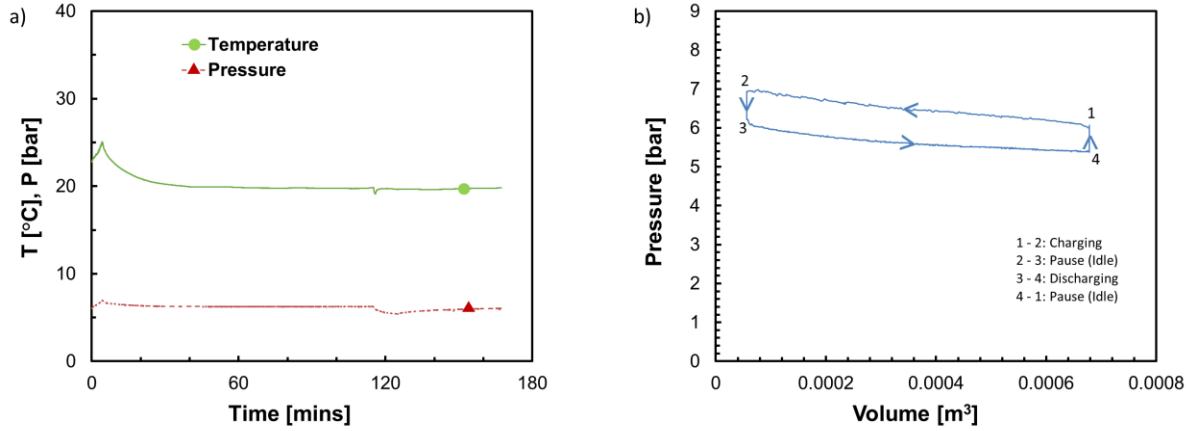 a)
T [°C], P [bar]
40
30
20
10
0
Temperature
Pressure
0 60 120 180
Time [mins]
b)
Pressure [bar]
9
8
7
6
5
4
3
2
1
0
2
1
3
4
1 - 2: Charging
2 - 3: Pause (Idle)
3 - 4: Discharging
4 - 1: Pause (Idle)
0 0.0002 0.0004 0.0006 0.0008
Volume [m³]